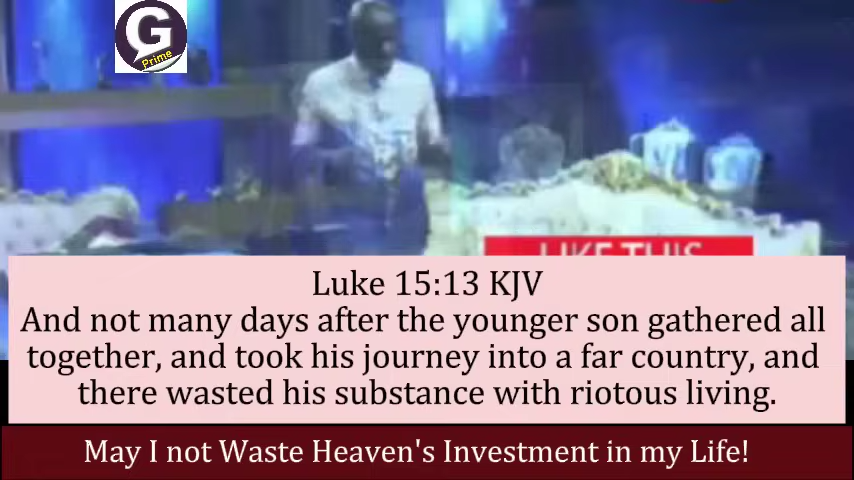 G
Prime
LIKE THIS
Luke 15:13 KJV
And not many days after the younger son gathered all
together, and took his journey into a far country, and
there wasted his substance with riotous living.
May I not Waste Heaven's Investment in my Life!